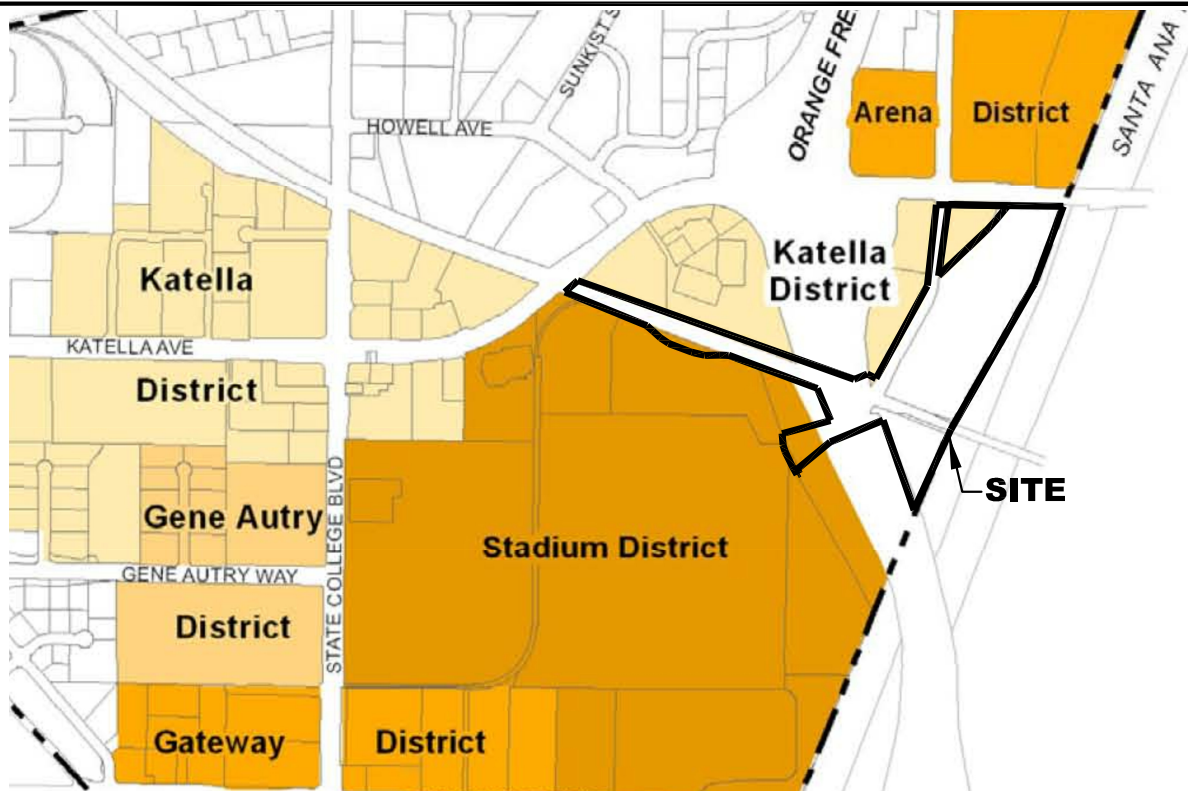 SUNKIST S
ORANGE FRE
SANTA ANA
Arena
District
HOWELL AVE
Katella
Katella
District
KATELLA AVE
District
SITE
Gene Autry
Stadium District
GENE AUTRY WAY
STATE COLLEGE BLVD
District
Gateway
District